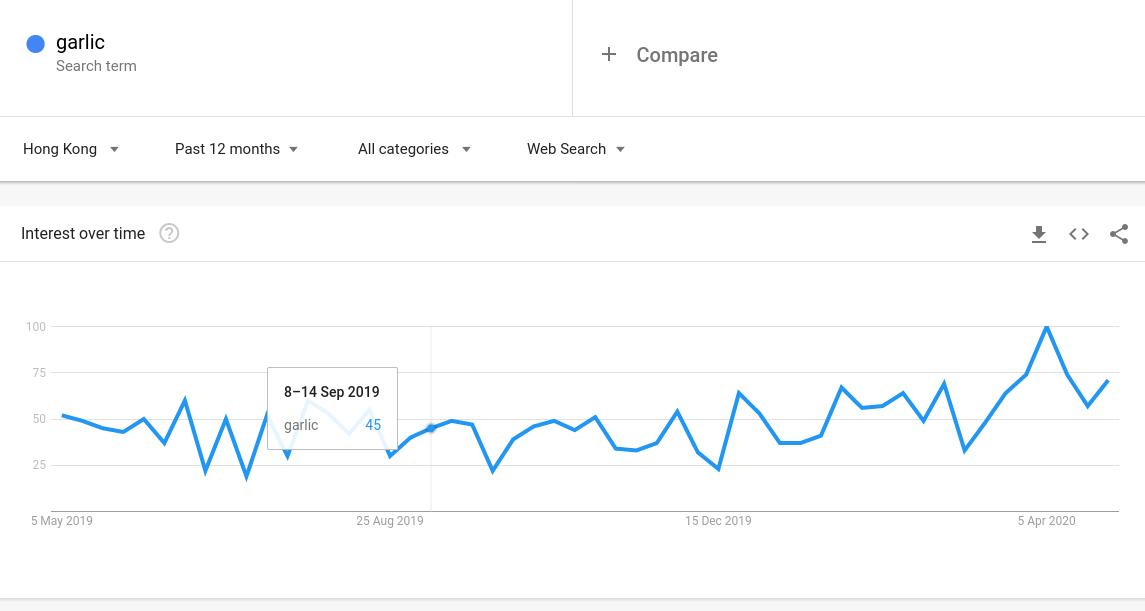 garlic
Search term
+ Compare
Hong Kong
Past 12 months
All categories
Web Search
Interest over time ?
100
75
50
25
8–14 Sep 2019
garlic 45
5 May 2019
25 Aug 2019
15 Dec 2019
5 Apr 2020